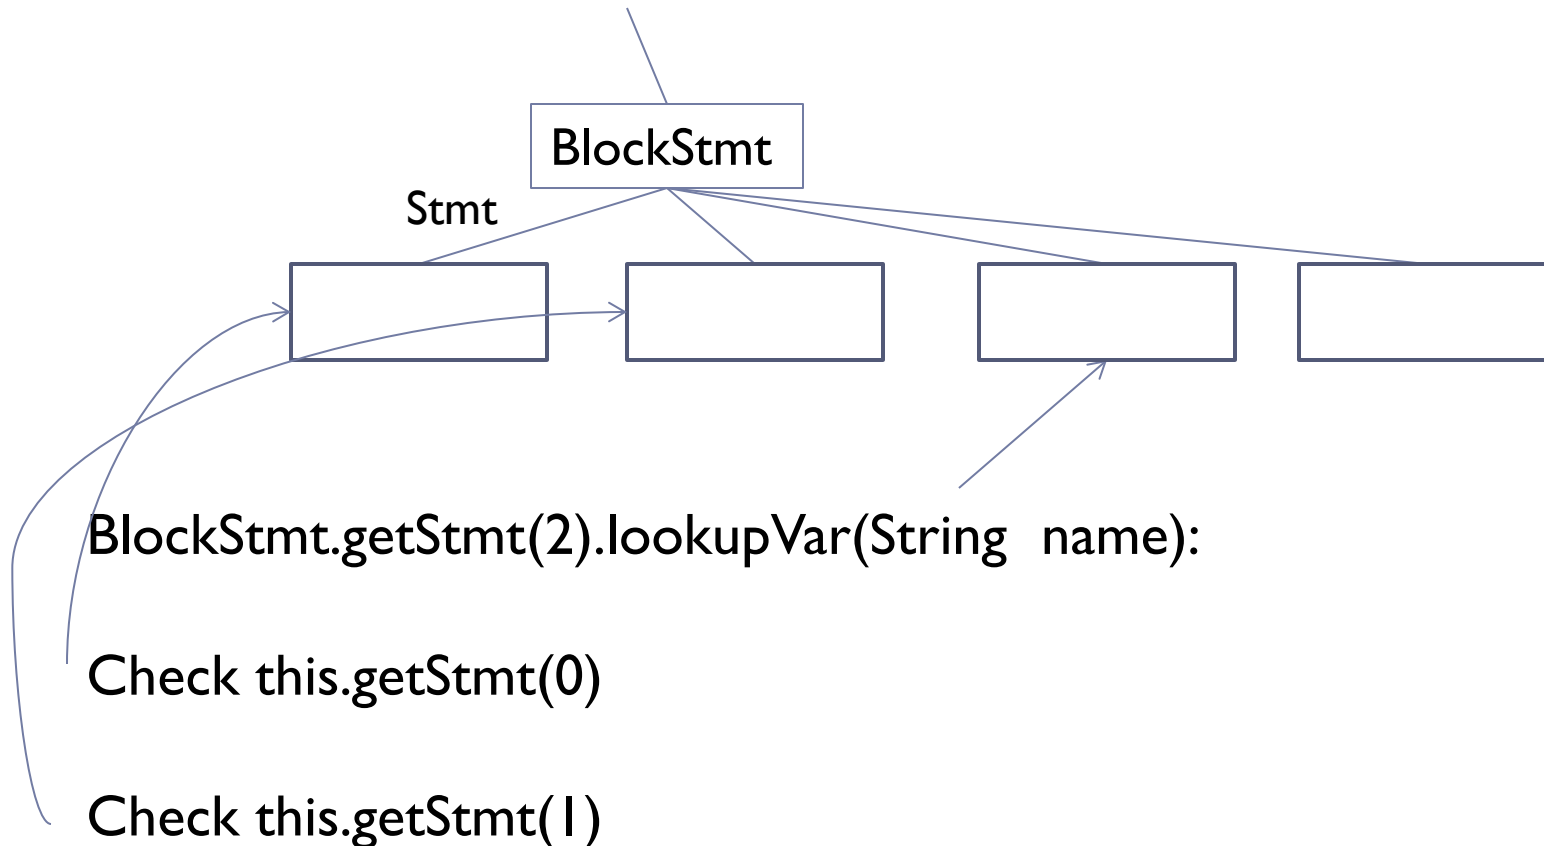 BlockStmt
Stmt
BlockStmt.getStmt(2).lookupVar(String name):
Check this.getStmt(0)
Check this.getStmt(1)